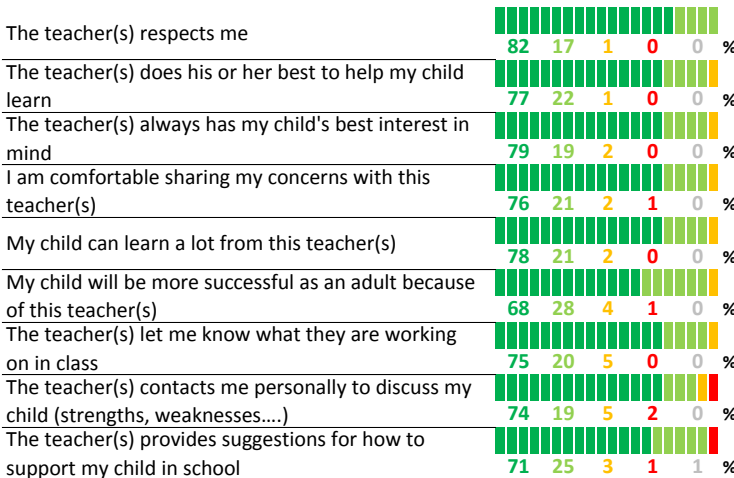 The teacher(s) respects me
82 17 1 0 0 %
The teacher(s) does his or her best to help my child
learn
77 22 1 0 0 %
The teacher(s) always has my child's best interest in
mind
79 19 2 0 0 %
I am comfortable sharing my concerns with this
teacher(s)
76 21 2 1 0 %
My child can learn a lot from this teacher(s)
78 21 2 0 0 %
My child will be more successful as an adult because
of this teacher(s)
68 28 4 1 0 %
The teacher(s) let me know what they are working
on in class
75 20 5 0 0 %
The teacher(s) contacts me personally to discuss my
child (strengths, weaknesses....)
74 19 5 2 0 %
The teacher(s) provides suggestions for how to
support my child in school
71 25 3 1 1 %